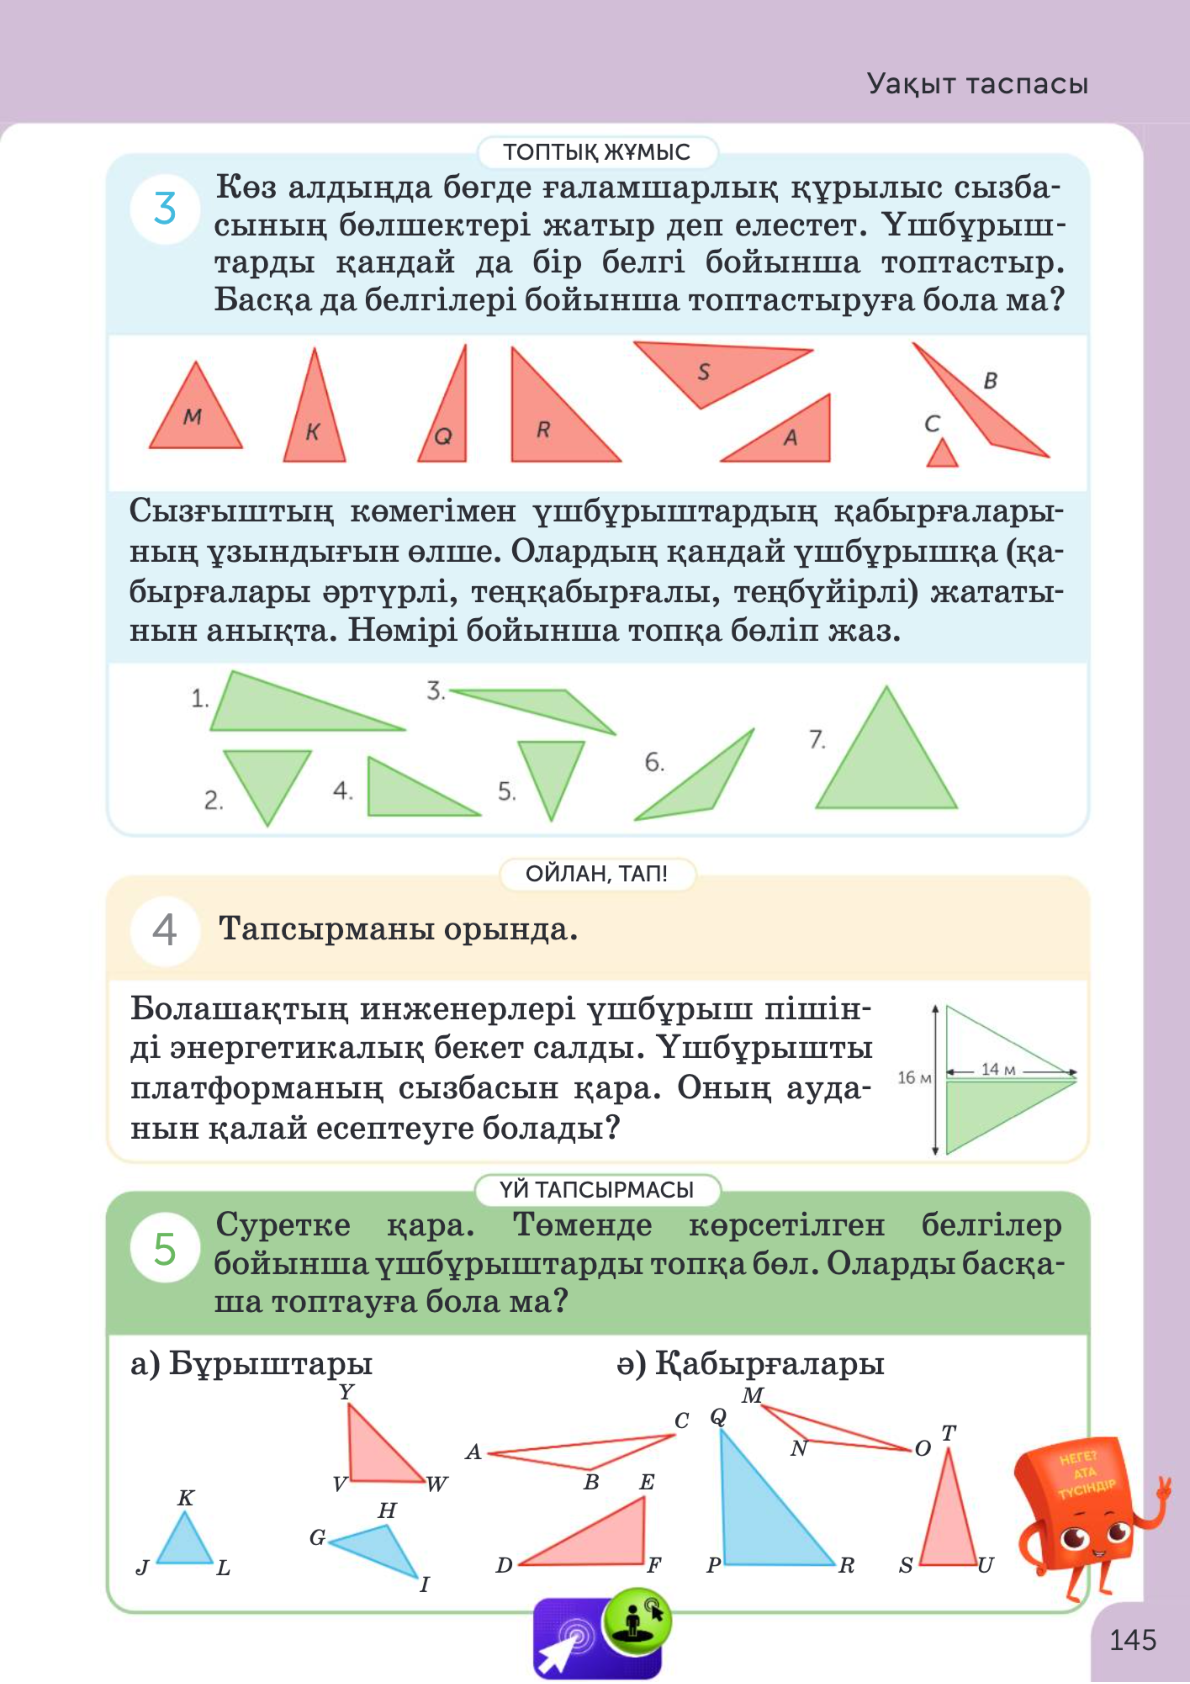 Уақыт таспасы
ТОПТЫҚ ЖҰМЫС
3
Көз алдыңда бөгде ғаламшарлық құрылыс сызба-
сының бөлшектері жатыр деп елестет. Үшбұрыш-
тарды қандай да бір белгі бойынша топтастыр.
Басқа да белгілері бойынша топтастыруға бола ма?
M K Q R S A B C
Сызғыштың көмегімен үшбұрыштардың қабырғалары-
ның ұзындығын өлше. Олардың қандай үшбұрышқа (қа-
бырғалары әртүрлі, теңқабырғалы, теңбүйірлі) жататы-
нын анықта. Нөмірі бойынша топқа бөліп жаз.
1. 3.
6. 7.
2. 4. 5.
ОЙЛАН, ТАП!
4
Тапсырманы орында.
Болашақтың инженерлері үшбұрыш пішін-
ді энергетикалық бекет салды. Үшбұрышты
платформаның сызбасын қара. Оның ауда-
нын қалай есептеуге болады?
16 м
14 м
ҮЙ ТАПСЫРМАСЫ
5
Суретке қара. Төменде көрсетілген белгілер
бойынша үшбұрыштарды топқа бөл. Оларды басқа-
ша топтауға бола ма?
а) Бұрыштары
ә) Қабырғалары
Y
V W
K
J L
H
G
I
A C
B
E
D F
Q
P R
M
N O
T
S U
НЕГЕ?
АТА
ТҮСІНДІР
145